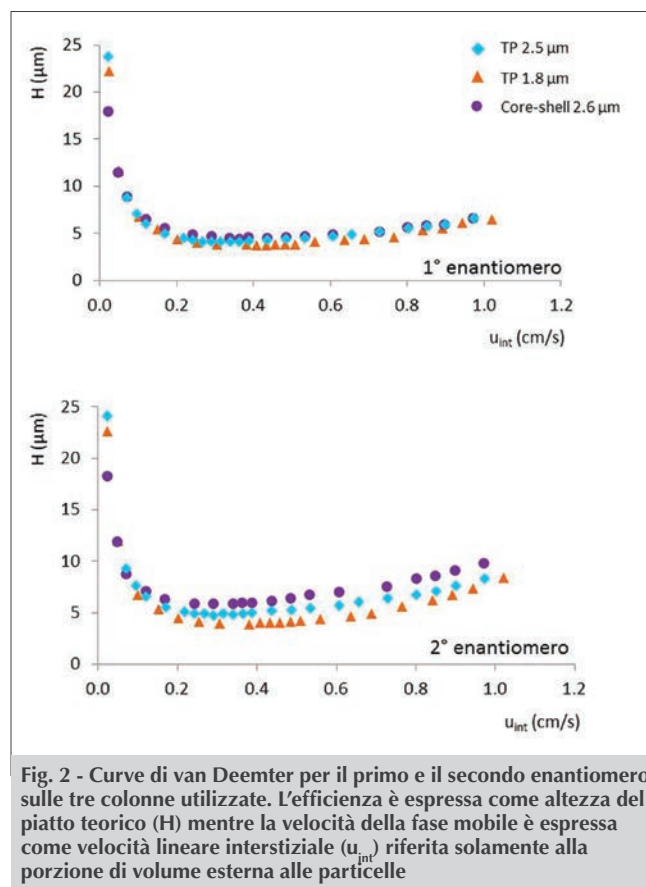 25
20
15
10
5
0
H (µm)
TP 2.5 µm
TP 1.8 µm
Core-shell 2.6 µm
1° enantiomero
0.0 0.2 0.4 0.6 0.8 1.0 1.2
u_int (cm/s)
25
20
15
10
5
0
H (µm)
2° enantiomero
0.0 0.2 0.4 0.6 0.8 1.0 1.2
u_int (cm/s)
Fig. 2 - Curve di van Deemter per il primo e il secondo enantiomero
sulle tre colonne utilizzate. L'efficienza è espressa come altezza del
piatto teorico (H) mentre la velocità della fase mobile è espressa
come velocità lineare interstiziale (u_int) riferita solamente alla
porzione di volume esterna alle particelle